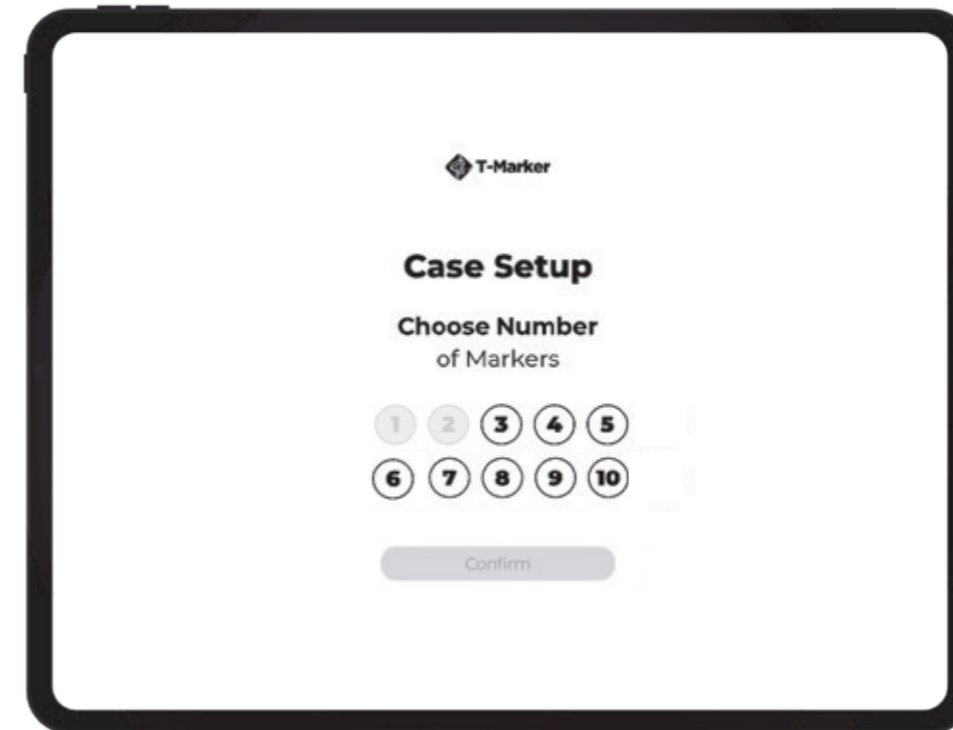 T-Marker
Case Setup
Choose Number
of Markers
1 2 3 4 5
6 7 8 9 10
Confirm